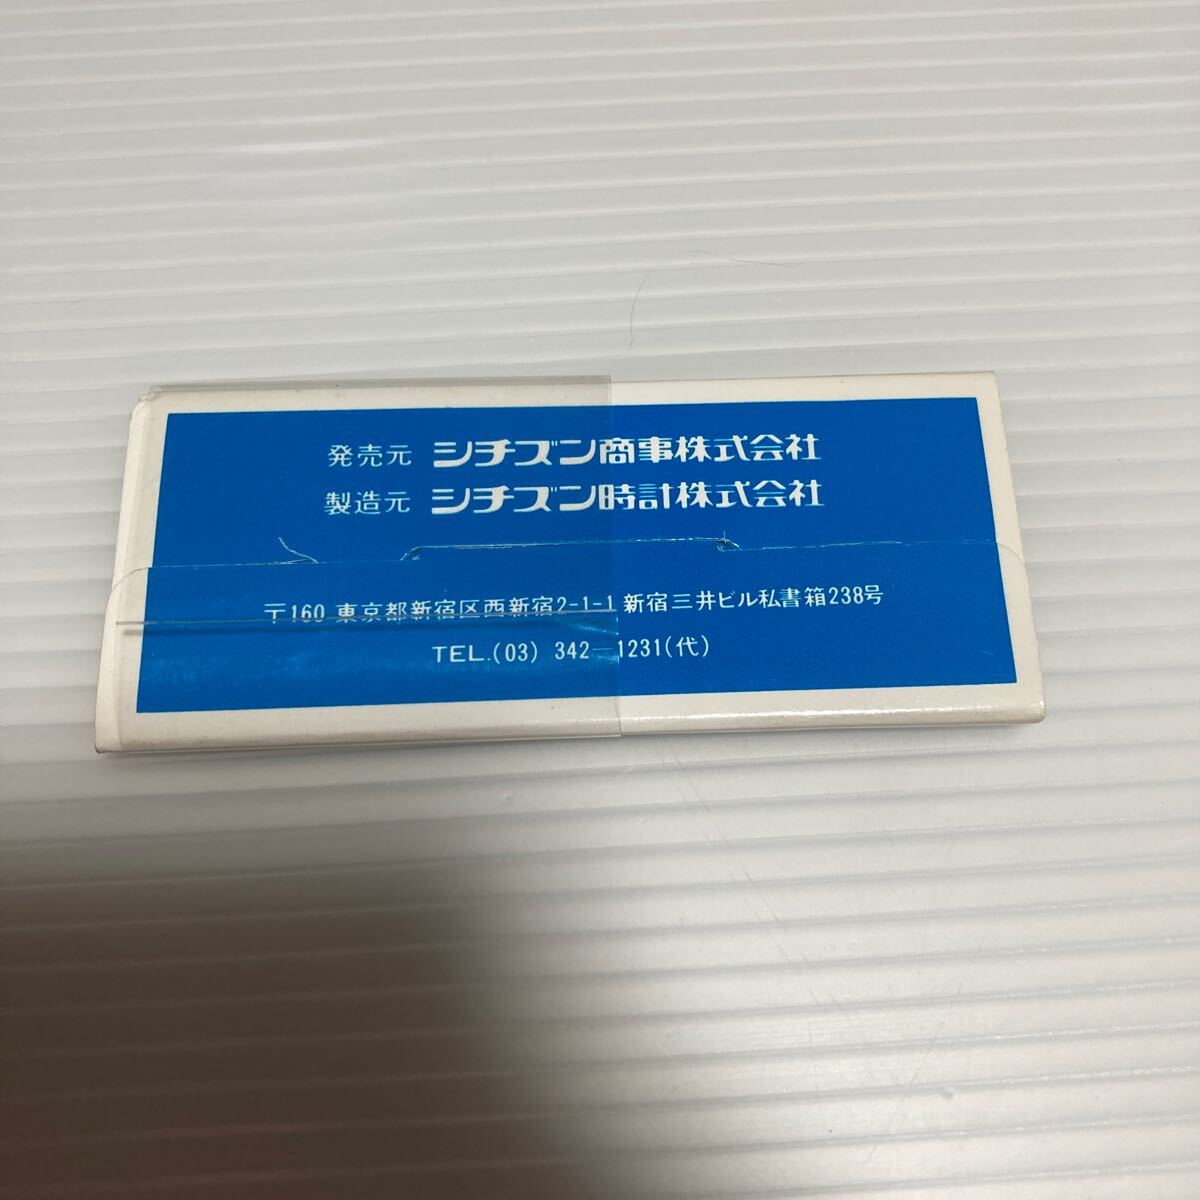 発売元 シチズン商事株式会社
製造元 シチズン時計株式会社
〒160 東京都新宿区西新宿2-1-1 新宿三井ビル私書箱238号
TEL.(03) 342-1231(代)